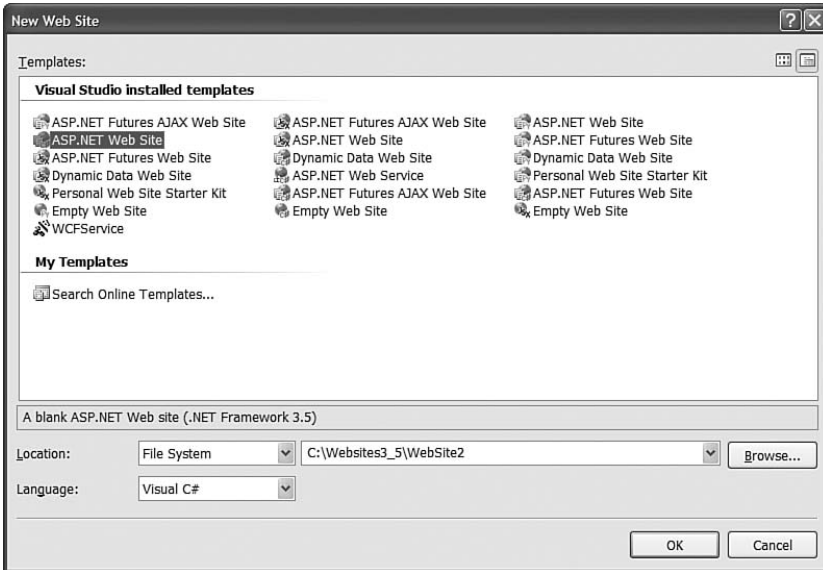 New Web Site
Templates:
Visual Studio installed templates
ASP.NET Futures AJAX Web Site ASP.NET Futures AJAX Web Site ASP.NET Web Site
ASP.NET Web Site ASP.NET Web Site ASP.NET Futures Web Site
ASP.NET Futures Web Site Dynamic Data Web Site Dynamic Data Web Site
Dynamic Data Web Site ASP.NET Web Service Personal Web Site Starter Kit
Personal Web Site Starter Kit ASP.NET Futures AJAX Web Site ASP.NET Futures Web Site
Empty Web Site Empty Web Site Empty Web Site
WCFService
My Templates
Search Online Templates...
A blank ASP.NET Web site (.NET Framework 3.5)
Location: File System C:\Websites3_5\WebSite2 Browse...
Language: Visual C#
OK Cancel